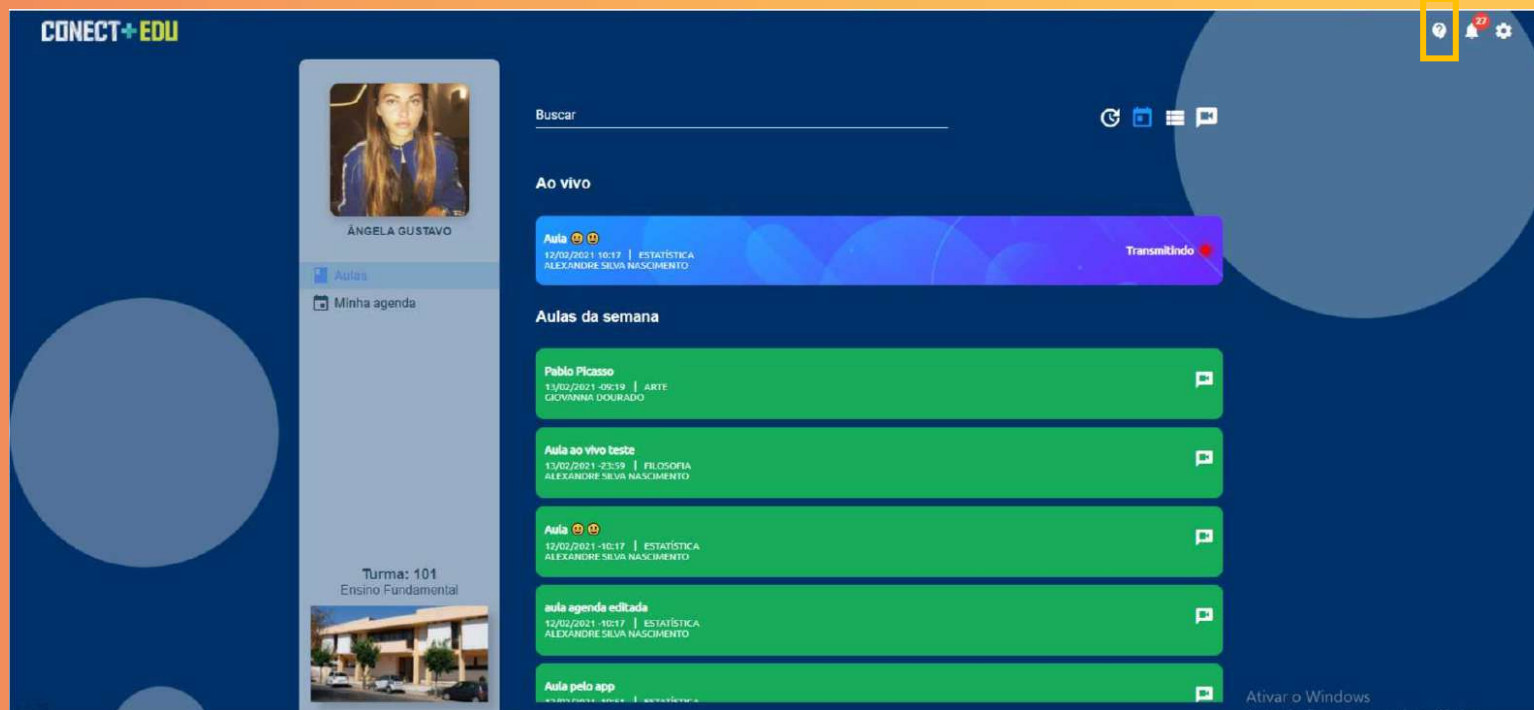 CONECT+EDU
27
ÂNGELA GUSTAVO
Aulas
Minha agenda
Turma: 101
Ensino Fundamental
Buscar
Ao vivo
Aula 😐 😃
12/02/2021 10:17 | ESTATÍSTICA
ALEXANDRE SILVA NASCIMENTO
Transmitindo
Aulas da semana
Pablo Picasso
13/02/2021 -09:19 | ARTE
GIOVANNA DOURADO
Aula ao vivo teste
13/02/2021 -23:59 | FILOSOFIA
ALEXANDRE SILVA NASCIMENTO
Aula 😐 😃
12/02/2021 -10:17 | ESTATÍSTICA
ALEXANDRE SILVA NASCIMENTO
aula agenda editada
12/02/2021 -10:17 | ESTATÍSTICA
ALEXANDRE SILVA NASCIMENTO
Aula pelo app
ESTATÍSTICA
Ativar o Windows